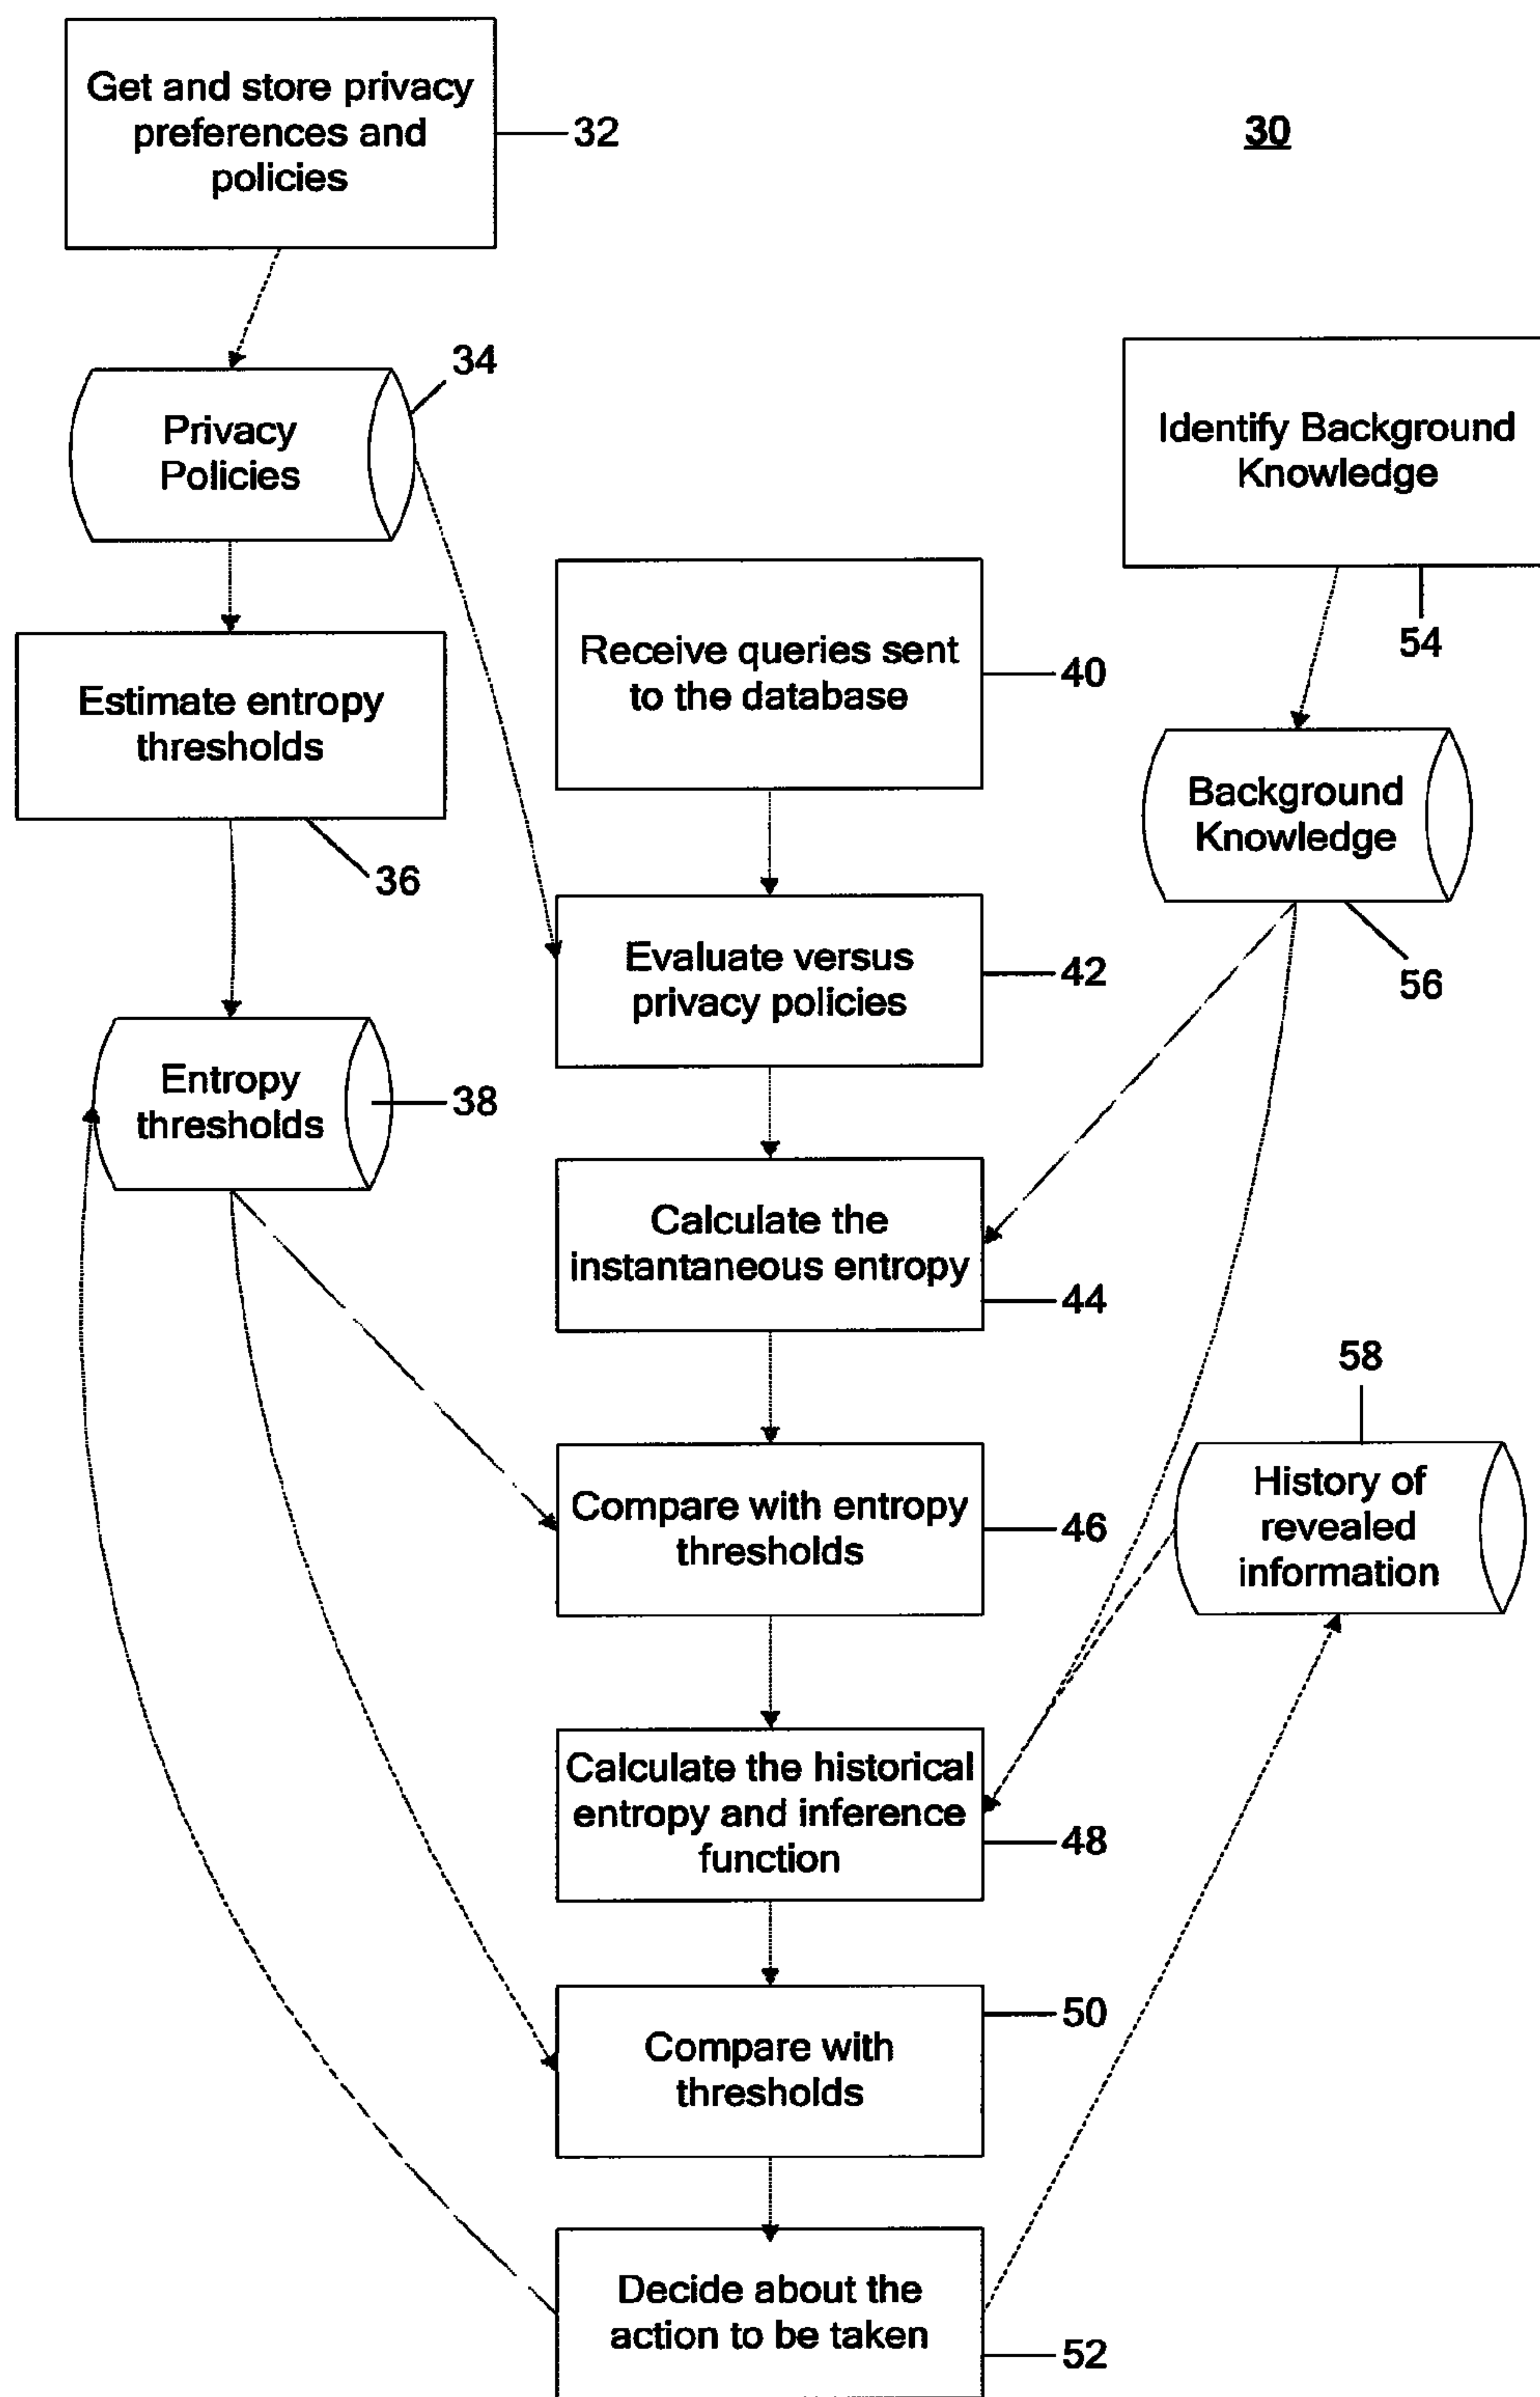 Get and store privacy
preferences and
policies
32
30
34
Privacy
Policies
Identify Background
Knowledge
54
Receive queries sent
to the database
40
Estimate entropy
thresholds
36
Background
Knowledge
56
Evaluate versus
privacy policies
42
Entropy
thresholds
38
Calculate the
instantaneous entropy
44
58
History of
revealed
information
Compare with entropy
thresholds
46
Calculate the historical
entropy and inference
function
48
Compare with
thresholds
50
Decide about the
action to be taken
52